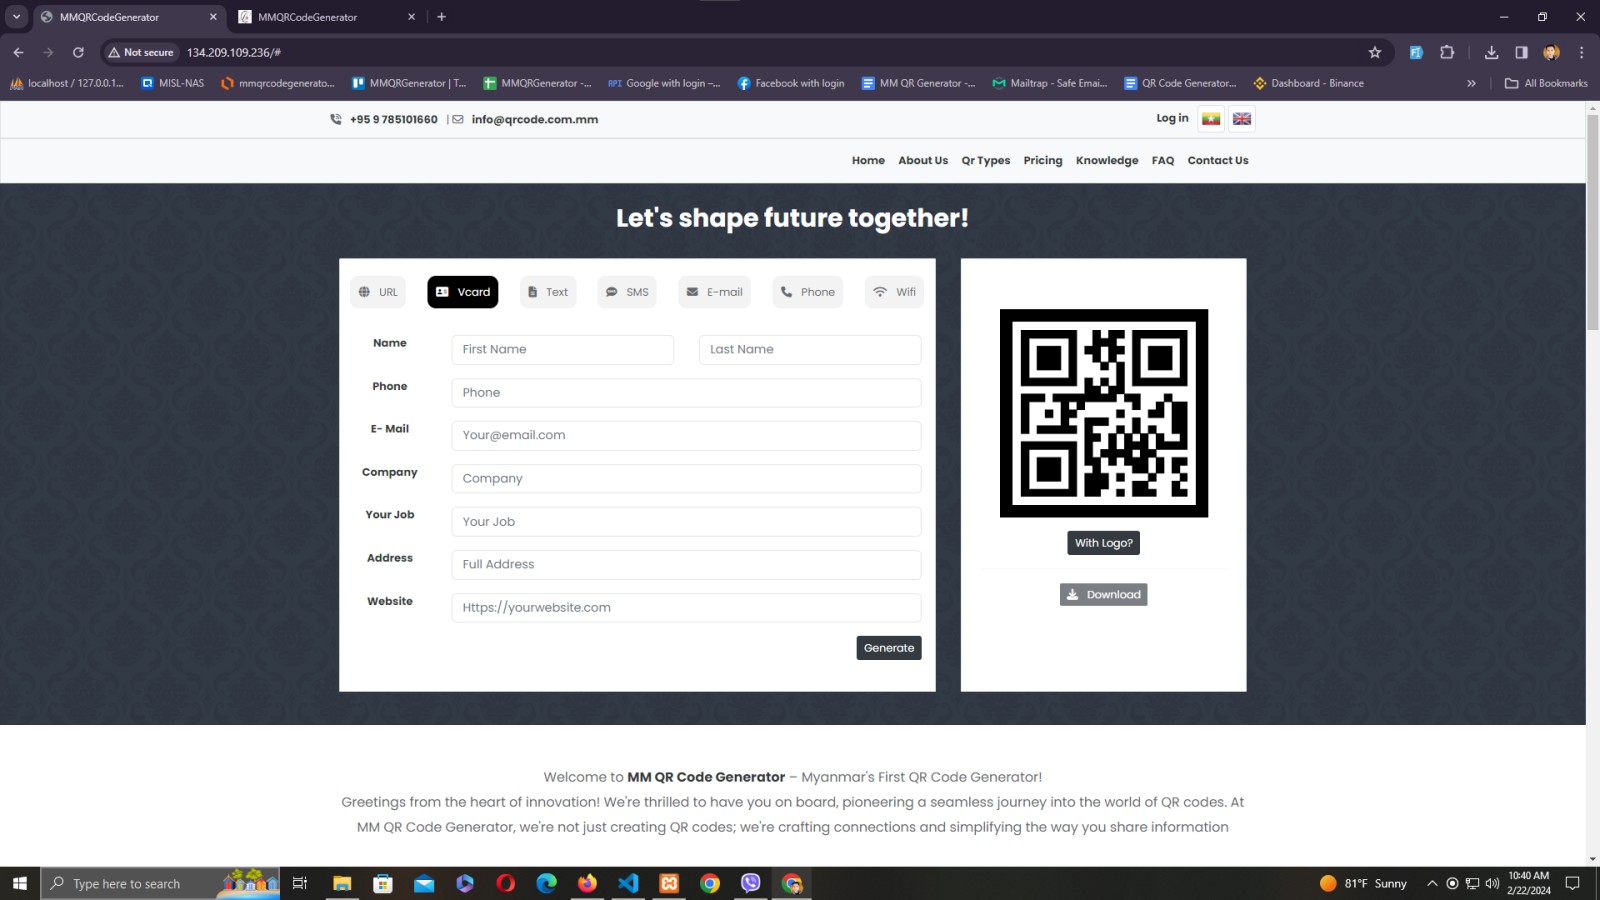 MMQRCodeGenerator
MMQRCodeGenerator
Not secure
134.209.109.236/#
localhost / 127.0.0.1...
MISL-NAS
mmqrcodegenerato...
MMQRGenerator | T...
MMQRGenerator -...
API Google with login –...
Facebook with login
MM QR Generator -...
Mailtrap - Safe Emai...
QR Code Generator...
Dashboard - Binance
»
All Bookmarks
+95 9 785101660 | info@qrcode.com.mm
Log in
Home About Us Qr Types Pricing Knowledge FAQ Contact Us
Let's shape future together!
URL Vcard Text SMS E-mail Phone Wifi
Name First Name Last Name
Phone Phone
E- Mail Your@email.com
Company Company
Your Job Your Job
Address Full Address
Website Https://yourwebsite.com
Generate
With Logo?
Download
Welcome to MM QR Code Generator – Myanmar's First QR Code Generator!
Greetings from the heart of innovation! We're thrilled to have you on board, pioneering a seamless journey into the world of QR codes. At
MM QR Code Generator, we're not just creating QR codes; we're crafting connections and simplifying the way you share information
Type here to search
81°F Sunny
10:40 AM
2/22/2024